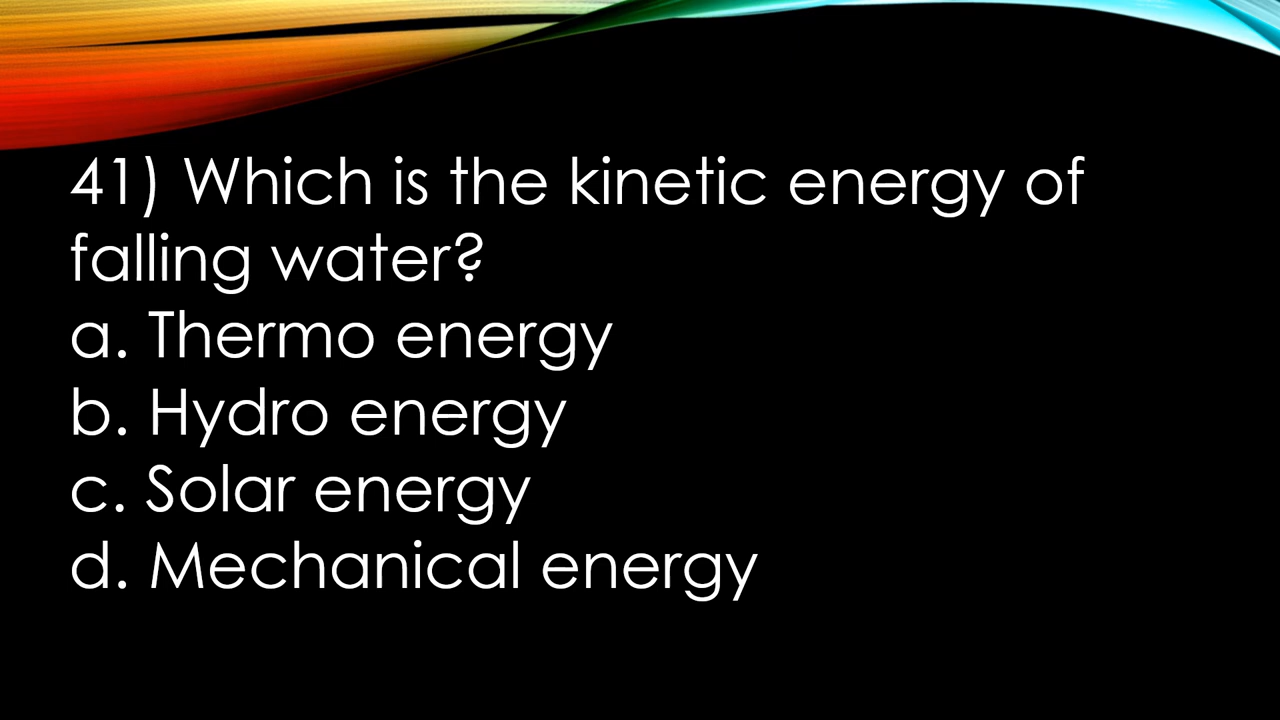 41) Which is the kinetic energy of
falling water?
a. Thermo energy
b. Hydro energy
c. Solar energy
d. Mechanical energy